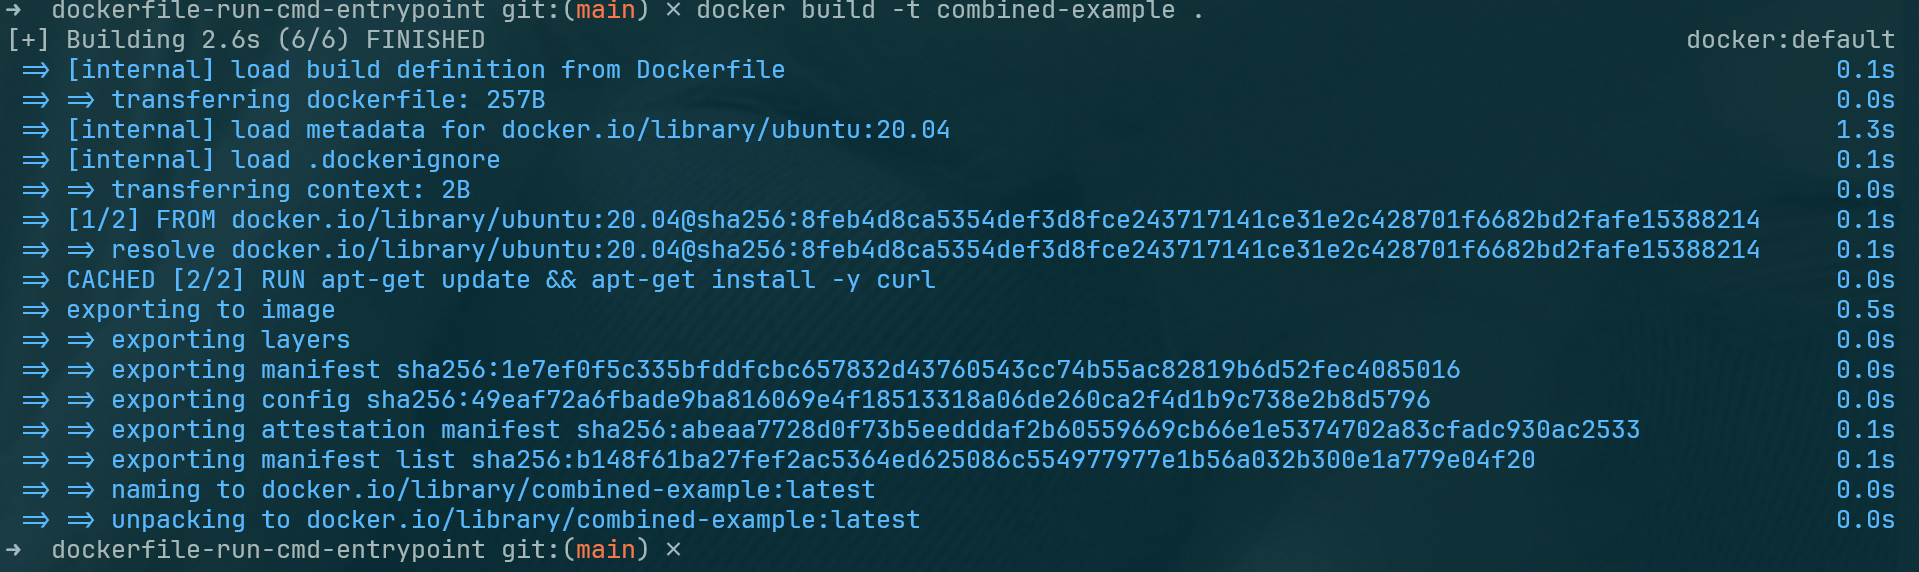 ➜  dockerfile-run-cmd-entrypoint git:(main) ✗ docker build -t combined-example .
[+] Building 2.6s (6/6) FINISHED docker:default
=> [internal] load build definition from Dockerfile 0.1s
=> => transferring dockerfile: 257B 0.0s
=> [internal] load metadata for docker.io/library/ubuntu:20.04 1.3s
=> [internal] load .dockerignore 0.1s
=> => transferring context: 2B 0.0s
=> [1/2] FROM docker.io/library/ubuntu:20.04@sha256:8feb4d8ca5354def3d8fce243717141ce31e2c428701f6682bd2fafe15388214 0.1s
=> => resolve docker.io/library/ubuntu:20.04@sha256:8feb4d8ca5354def3d8fce243717141ce31e2c428701f6682bd2fafe15388214 0.1s
=> CACHED [2/2] RUN apt-get update && apt-get install -y curl 0.0s
=> exporting to image 0.5s
=> => exporting layers 0.0s
=> => exporting manifest sha256:1e7ef0f5c335bfddfcbc657832d43760543cc74b55ac82819b6d52fec4085016 0.0s
=> => exporting config sha256:49eaf72a6fbade9ba816069e4f18513318a06de260ca2f4d1b9c738e2b8d5796 0.0s
=> => exporting attestation manifest sha256:abeaa7728d0f73b5eedddaf2b60559669cb66e1e5374702a83cfadc930ac2533 0.1s
=> => exporting manifest list sha256:b148f61ba27fef2ac5364ed625086c554977977e1b56a032b300e1a779e04f20 0.1s
=> => naming to docker.io/library/combined-example:latest 0.0s
=> => unpacking to docker.io/library/combined-example:latest 0.0s
➜  dockerfile-run-cmd-entrypoint git:(main) ✗